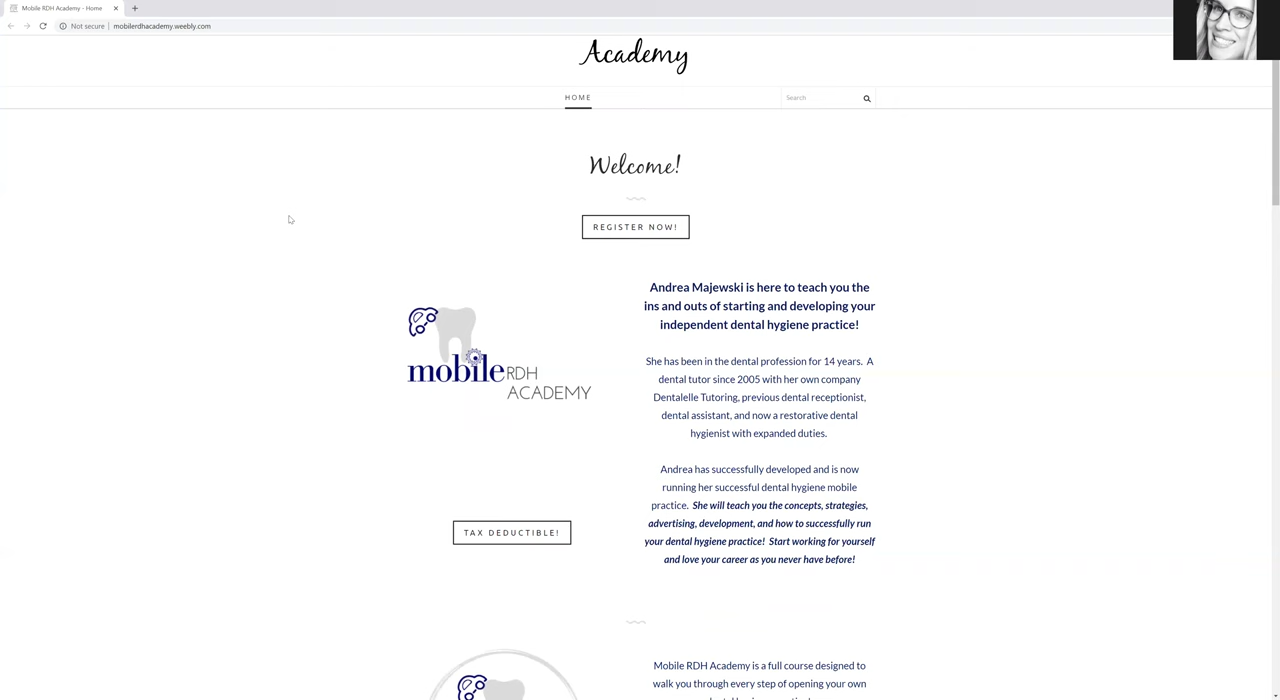 Mobile RDH Academy - Home
Not secure | mobilerdhacademy.weebly.com
Academy
HOME
Search
Welcome!
REGISTER NOW!
Andrea Majewski is here to teach you the
ins and outs of starting and developing your
independent dental hygiene practice!
mobile RDH
ACADEMY
She has been in the dental profession for 14 years. A
dental tutor since 2005 with her own company
Dentalelle Tutoring, previous dental receptionist,
dental assistant, and now a restorative dental
hygienist with expanded duties.
Andrea has successfully developed and is now
running her successful dental hygiene mobile
practice. She will teach you the concepts, strategies,
advertising, development, and how to successfully run
your dental hygiene practice! Start working for yourself
and love your career as you never have before!
TAX DEDUCTIBLE!
Mobile RDH Academy is a full course designed to
walk you through every step of opening your own